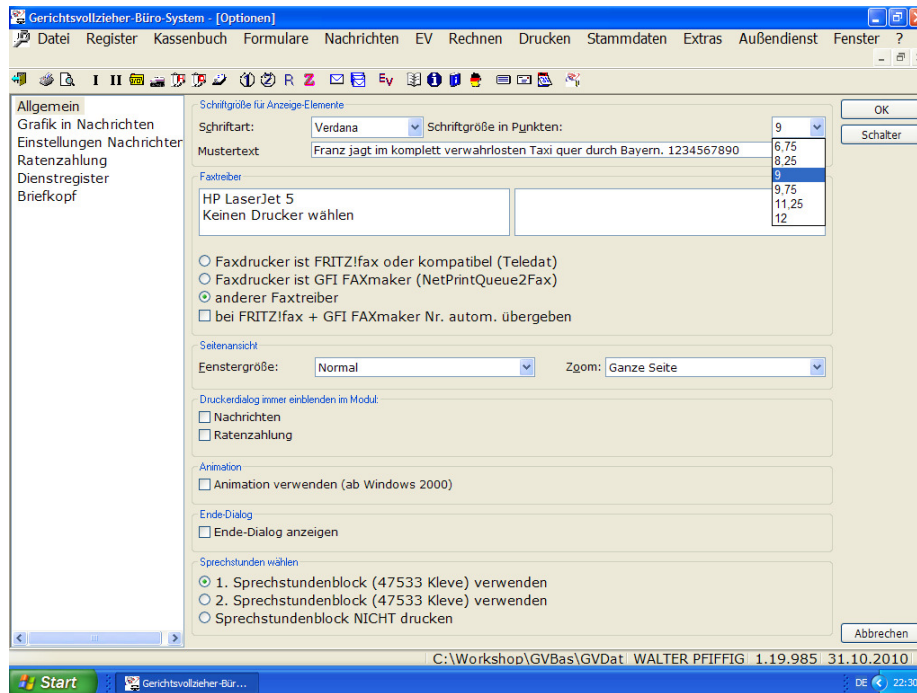 Gerichtsvollzieher-Büro-System - [Optionen]
Datei Register Kassenbuch Formulare Nachrichten EV Rechnen Drucken Stammdaten Extras Außendienst Fenster ?
I II R Z EV
Allgemein
Grafik in Nachrichten
Einstellungen Nachrichter
Ratenzahlung
Dienstregister
Briefkopf
Schriftgröße für Anzeige-Elemente
Schriftart: Verdana Schriftgröße in Punkten: 9
Mustertext Franz jagt im komplett verwahrlosten Taxi quer durch Bayern. 1234567890
6,75
8,25
9
9,75
11,25
12
OK
Schalter
Faxtreiber
HP LaserJet 5
Keinen Drucker wählen
Faxdrucker ist FRITZ!fax oder kompatibel (Teledat)
Faxdrucker ist GFI FAXmaker (NetPrintQueue2Fax)
anderer Faxtreiber
bei FRITZ!fax + GFI FAXmaker Nr. autom. übergeben
Seitenansicht
Fenstergröße: Normal Zoom: Ganze Seite
Druckerdialog immer einblenden im Modul:
Nachrichten
Ratenzahlung
Animation
Animation verwenden (ab Windows 2000)
Ende-Dialog
Ende-Dialog anzeigen
Sprechstunden wählen
1. Sprechstundenblock (47533 Kleve) verwenden
2. Sprechstundenblock (47533 Kleve) verwenden
Sprechstundenblock NICHT drucken
Abbrechen
C:\Workshop\GVBas\GVDat WALTER PFIFFIG 1.19.985 31.10.2010
Start Gerichtsvollzieher-Bür... DE 22:30